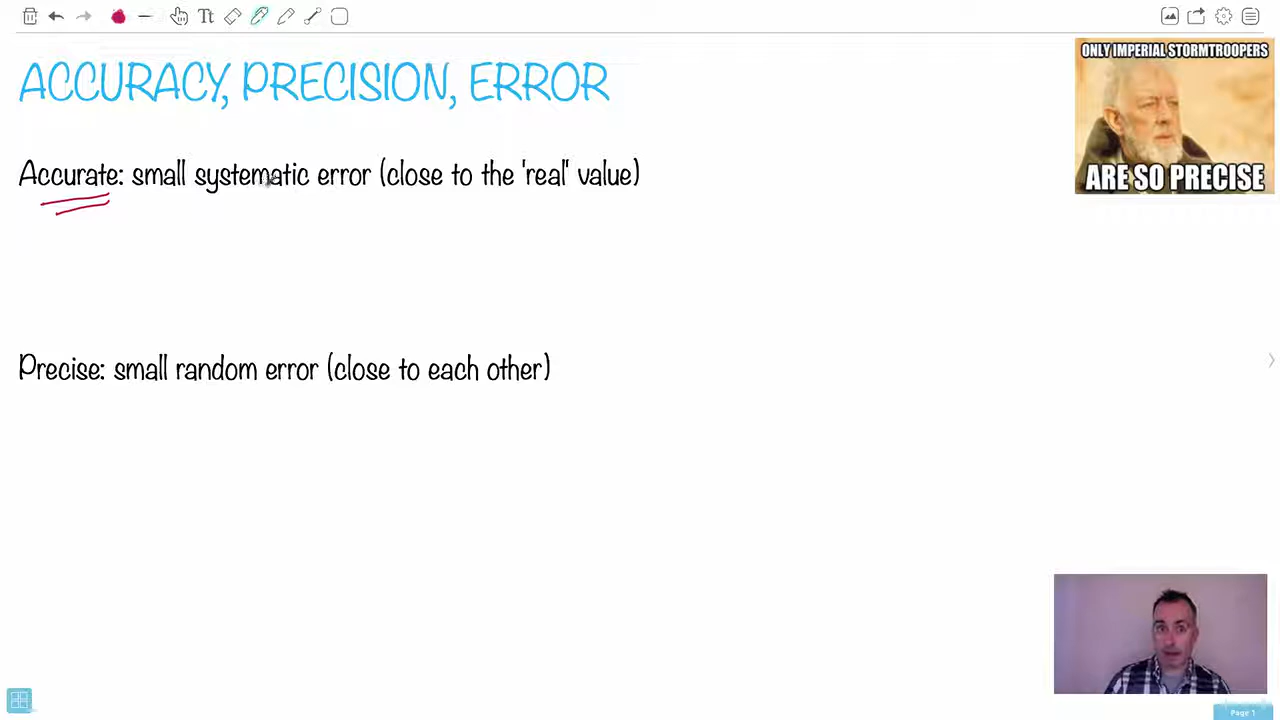 Tt
ACCURACY, PRECISION, ERROR
ONLY IMPERIAL STORMTROOPERS
ARE SO PRECISE
Accurate: small systematic error (close to the 'real' value)
Precise: small random error (close to each other)
Page 1